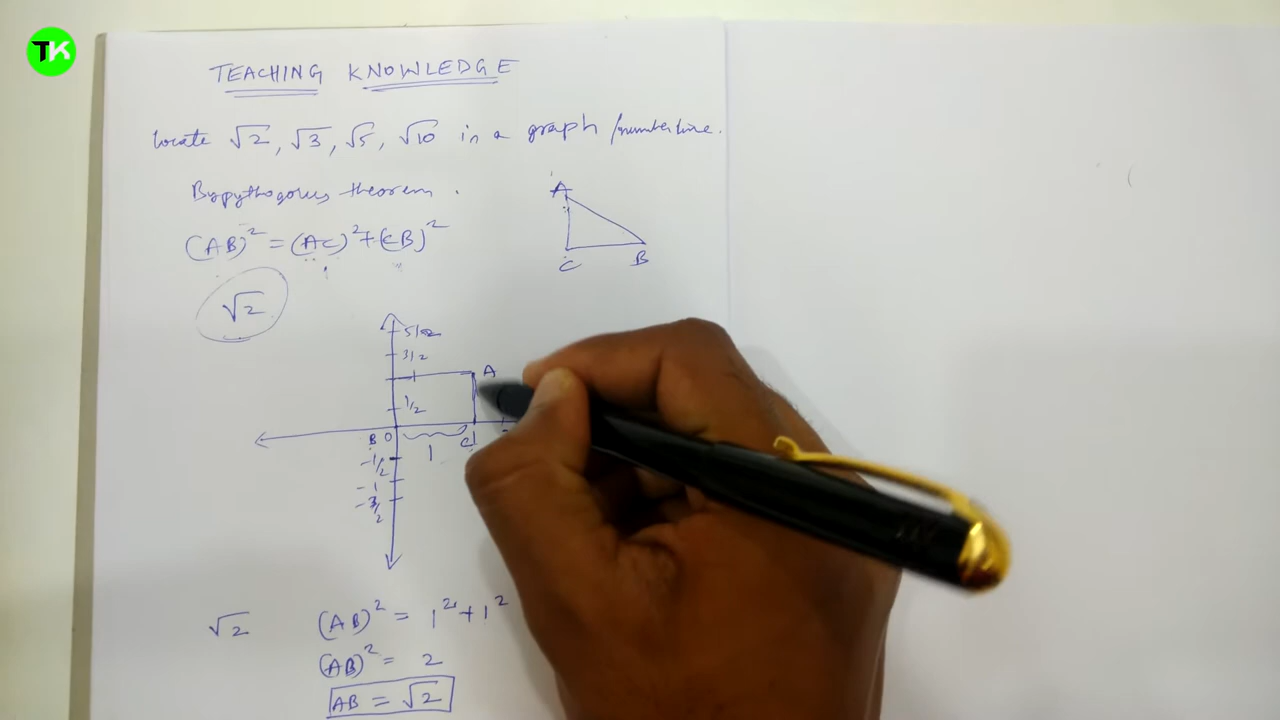 TK
TEACHING KNOWLEDGE
locate √2, √3, √5, √10 in a graph /numberline.
By pythogorus theorem.
(AB)² = (AC)² + (CB)²
A
C B
√2
3/2
A
1/2
B 0 1 C
-1/2
-1
-3/2
√2 (AB)² = 1² + 1²
(AB)² = 2
AB = √2